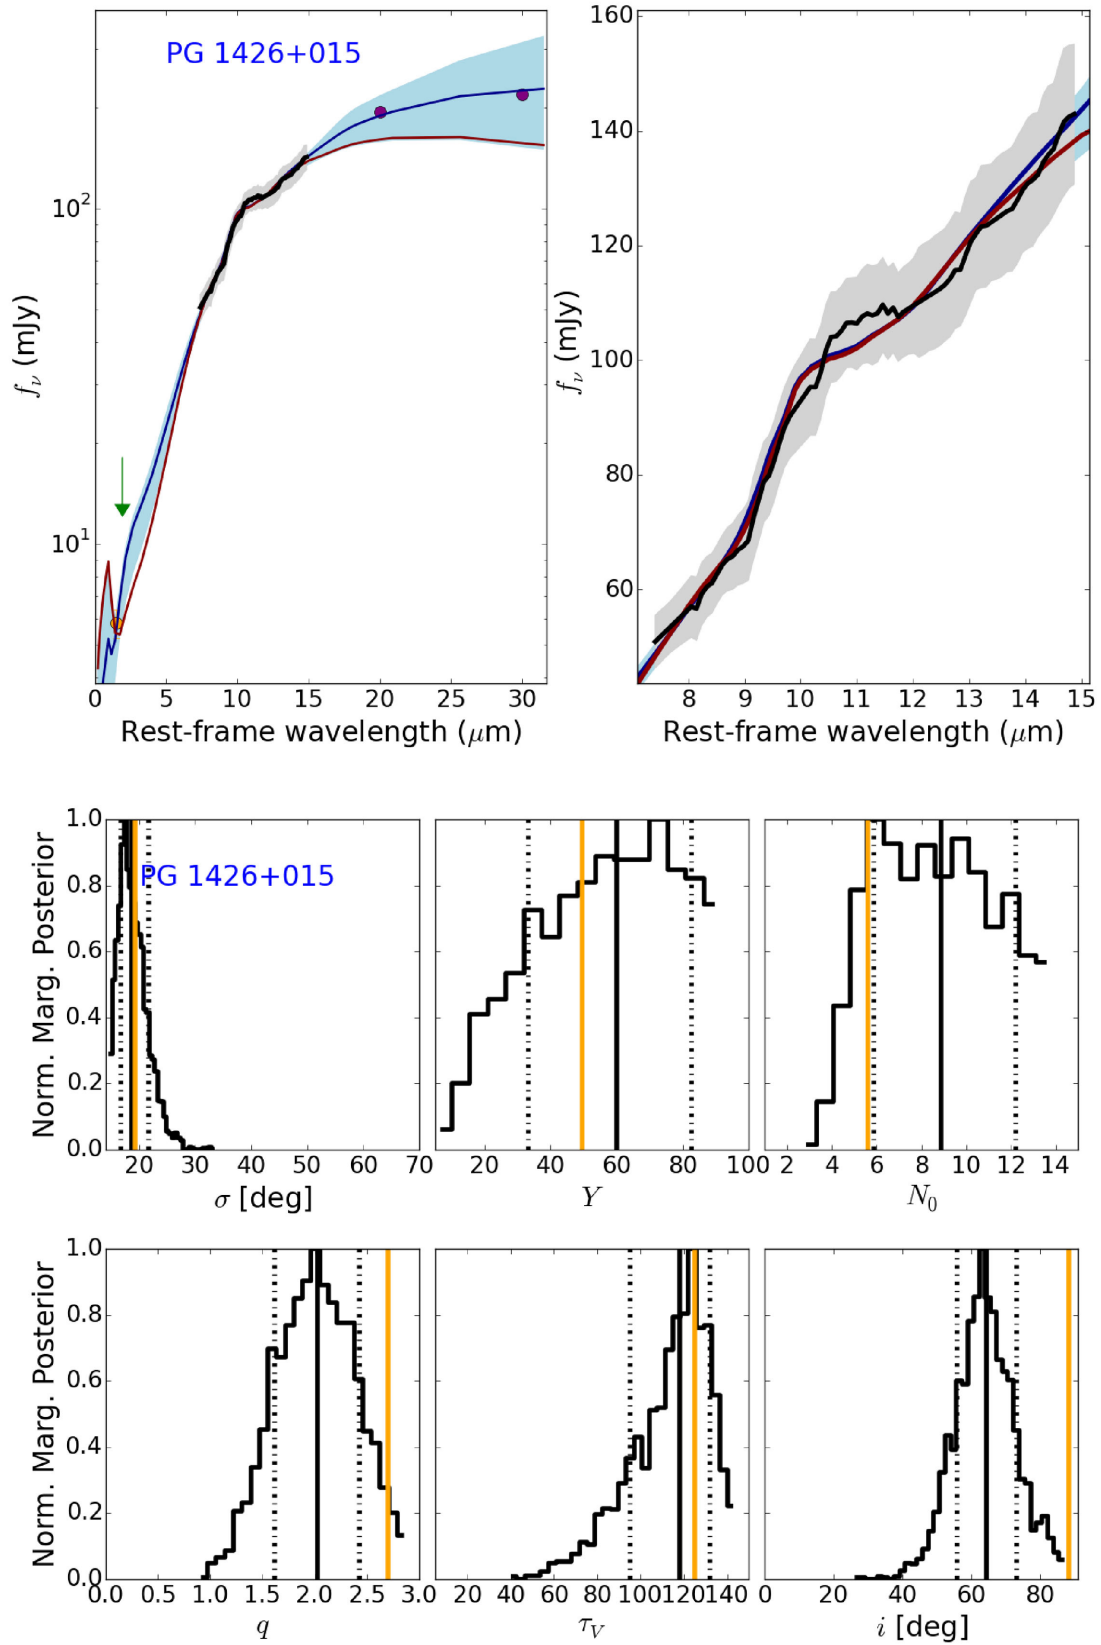 PG 1426+015
f_ν (mJy)
10²
10¹
0 5 10 15 20 25 30
Rest-frame wavelength (μm)
f_ν (mJy)
160
140
120
100
80
60
8 9 10 11 12 13 14 15
Rest-frame wavelength (μm)
Norm. Marg. Posterior
1.0
0.8
0.6
0.4
0.2
0.0
PG 1426+015
20 30 40 50 60 70
σ [deg]
20 40 60 80 100
Y
2 4 6 8 10 12 14
N₀
Norm. Marg. Posterior
1.0
0.8
0.6
0.4
0.2
0.0
0.0 0.5 1.0 1.5 2.0 2.5 3.0
q
20 40 60 80 100 120 140
τ_V
0 20 40 60 80
i [deg]